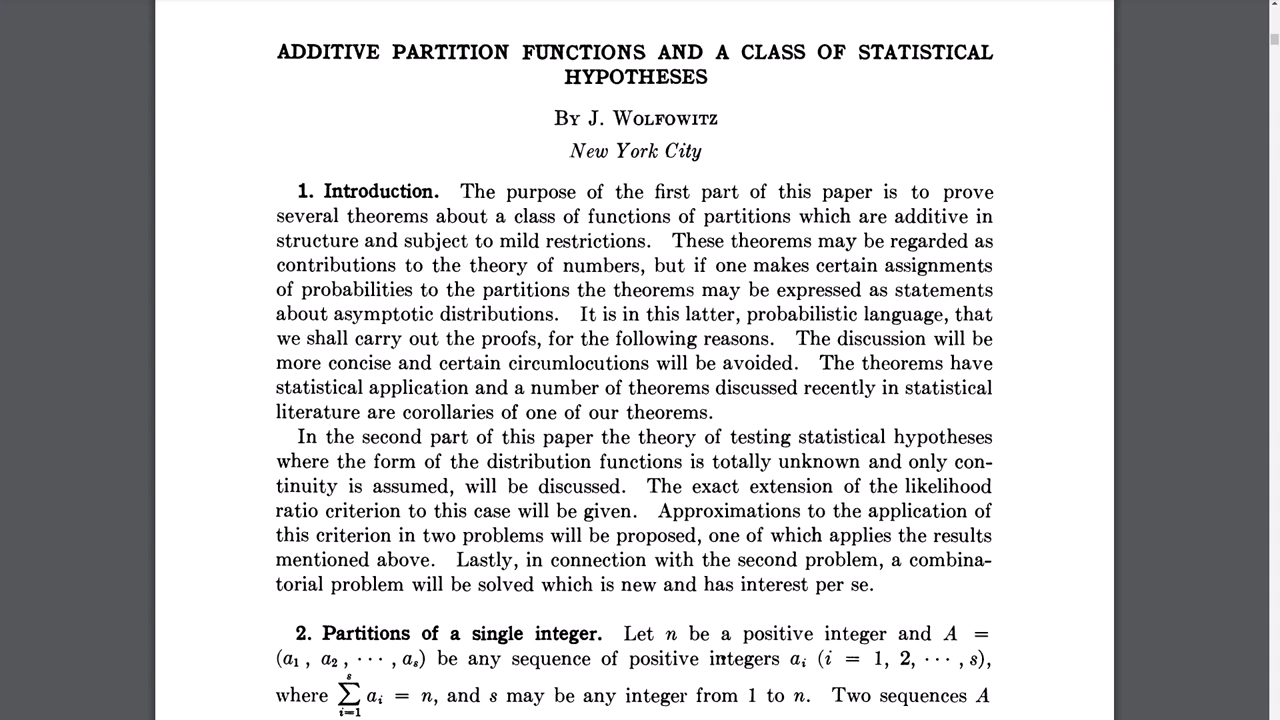 ADDITIVE PARTITION FUNCTIONS AND A CLASS OF STATISTICAL
HYPOTHESES
By J. Wolfowitz
New York City
1. Introduction. The purpose of the first part of this paper is to prove
several theorems about a class of functions of partitions which are additive in
structure and subject to mild restrictions. These theorems may be regarded as
contributions to the theory of numbers, but if one makes certain assignments
of probabilities to the partitions the theorems may be expressed as statements
about asymptotic distributions. It is in this latter, probabilistic language, that
we shall carry out the proofs, for the following reasons. The discussion will be
more concise and certain circumlocutions will be avoided. The theorems have
statistical application and a number of theorems discussed recently in statistical
literature are corollaries of one of our theorems.
In the second part of this paper the theory of testing statistical hypotheses
where the form of the distribution functions is totally unknown and only con-
tinuity is assumed, will be discussed. The exact extension of the likelihood
ratio criterion to this case will be given. Approximations to the application of
this criterion in two problems will be proposed, one of which applies the results
mentioned above. Lastly, in connection with the second problem, a combina-
torial problem will be solved which is new and has interest per se.
2. Partitions of a single integer. Let n be a positive integer and A =
(a₁, a₂, ⋯, aₛ) be any sequence of positive integers aᵢ (i = 1, 2, ⋯, s),
where ∑ᵢ₌₁ˢ aᵢ = n, and s may be any integer from 1 to n. Two sequences A